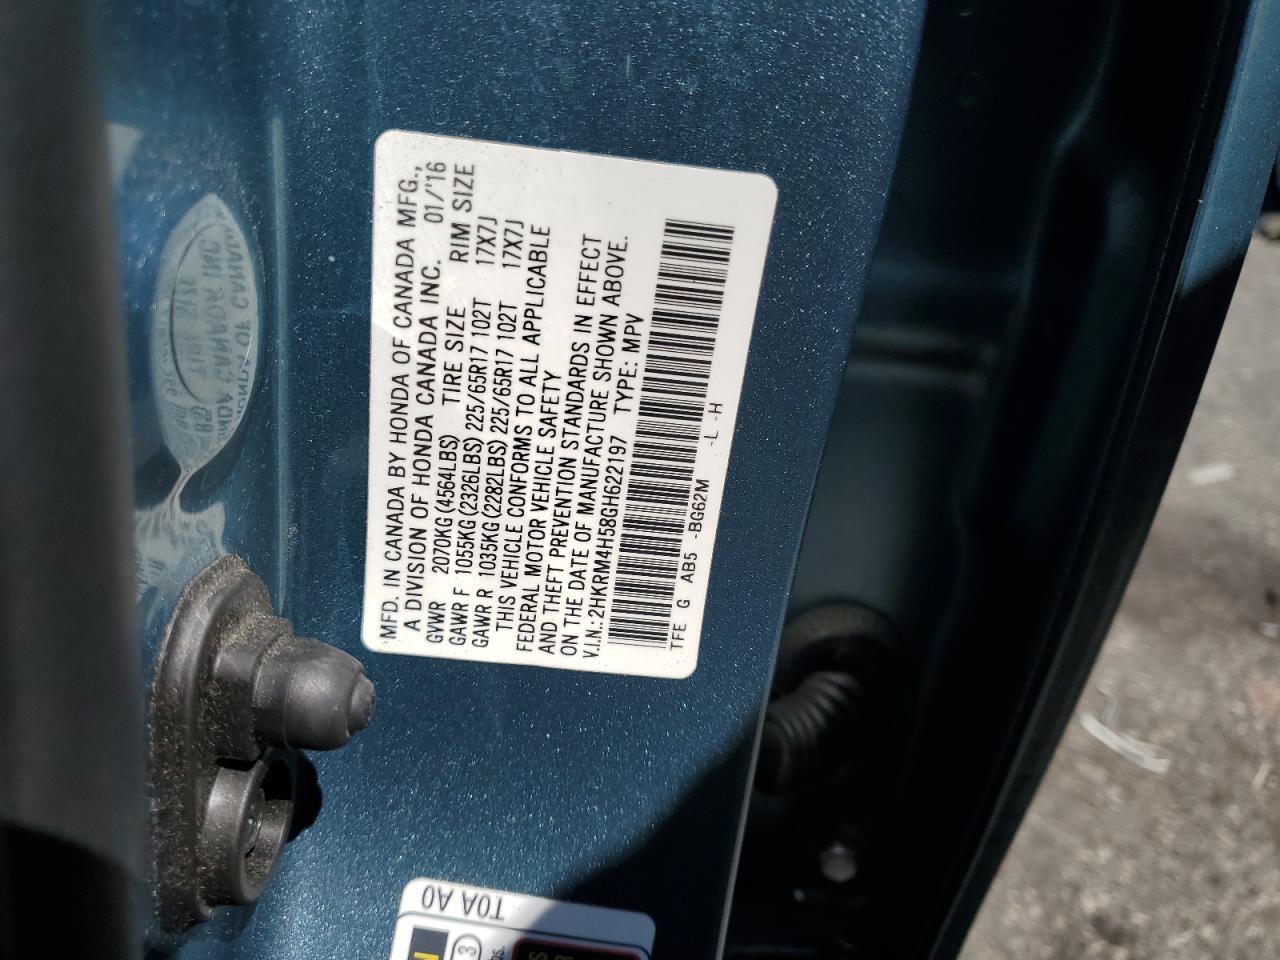 MFD. IN CANADA BY HONDA OF CANADA MFG.,
A DIVISION OF HONDA CANADA INC. 01/'16
GVWR 2070KG(4564LBS) TIRE SIZE RIM SIZE
GAWR F 1055KG(2326LBS) 225/65R17 102T 17X7J
GAWR R 1035KG(2282LBS) 225/65R17 102T 17X7J
THIS VEHICLE CONFORMS TO ALL APPLICABLE
FEDERAL MOTOR VEHICLE SAFETY
AND THEFT PREVENTION STANDARDS IN EFFECT
ON THE DATE OF MANUFACTURE SHOWN ABOVE.
V.I.N.:2HKRM4H58GH622197 TYPE: MPV
TFE G AB5 -BG62M -L -H
T0A A0
3